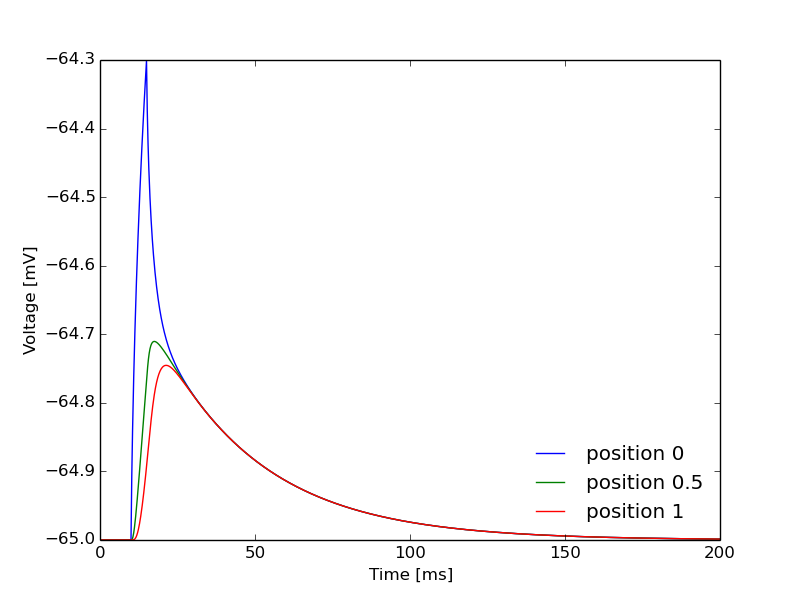 −64.3
−64.4
−64.5
−64.6
−64.7
−64.8
−64.9
−65.0
Voltage [mV]
position 0
position 0.5
position 1
0 50 100 150 200
Time [ms]